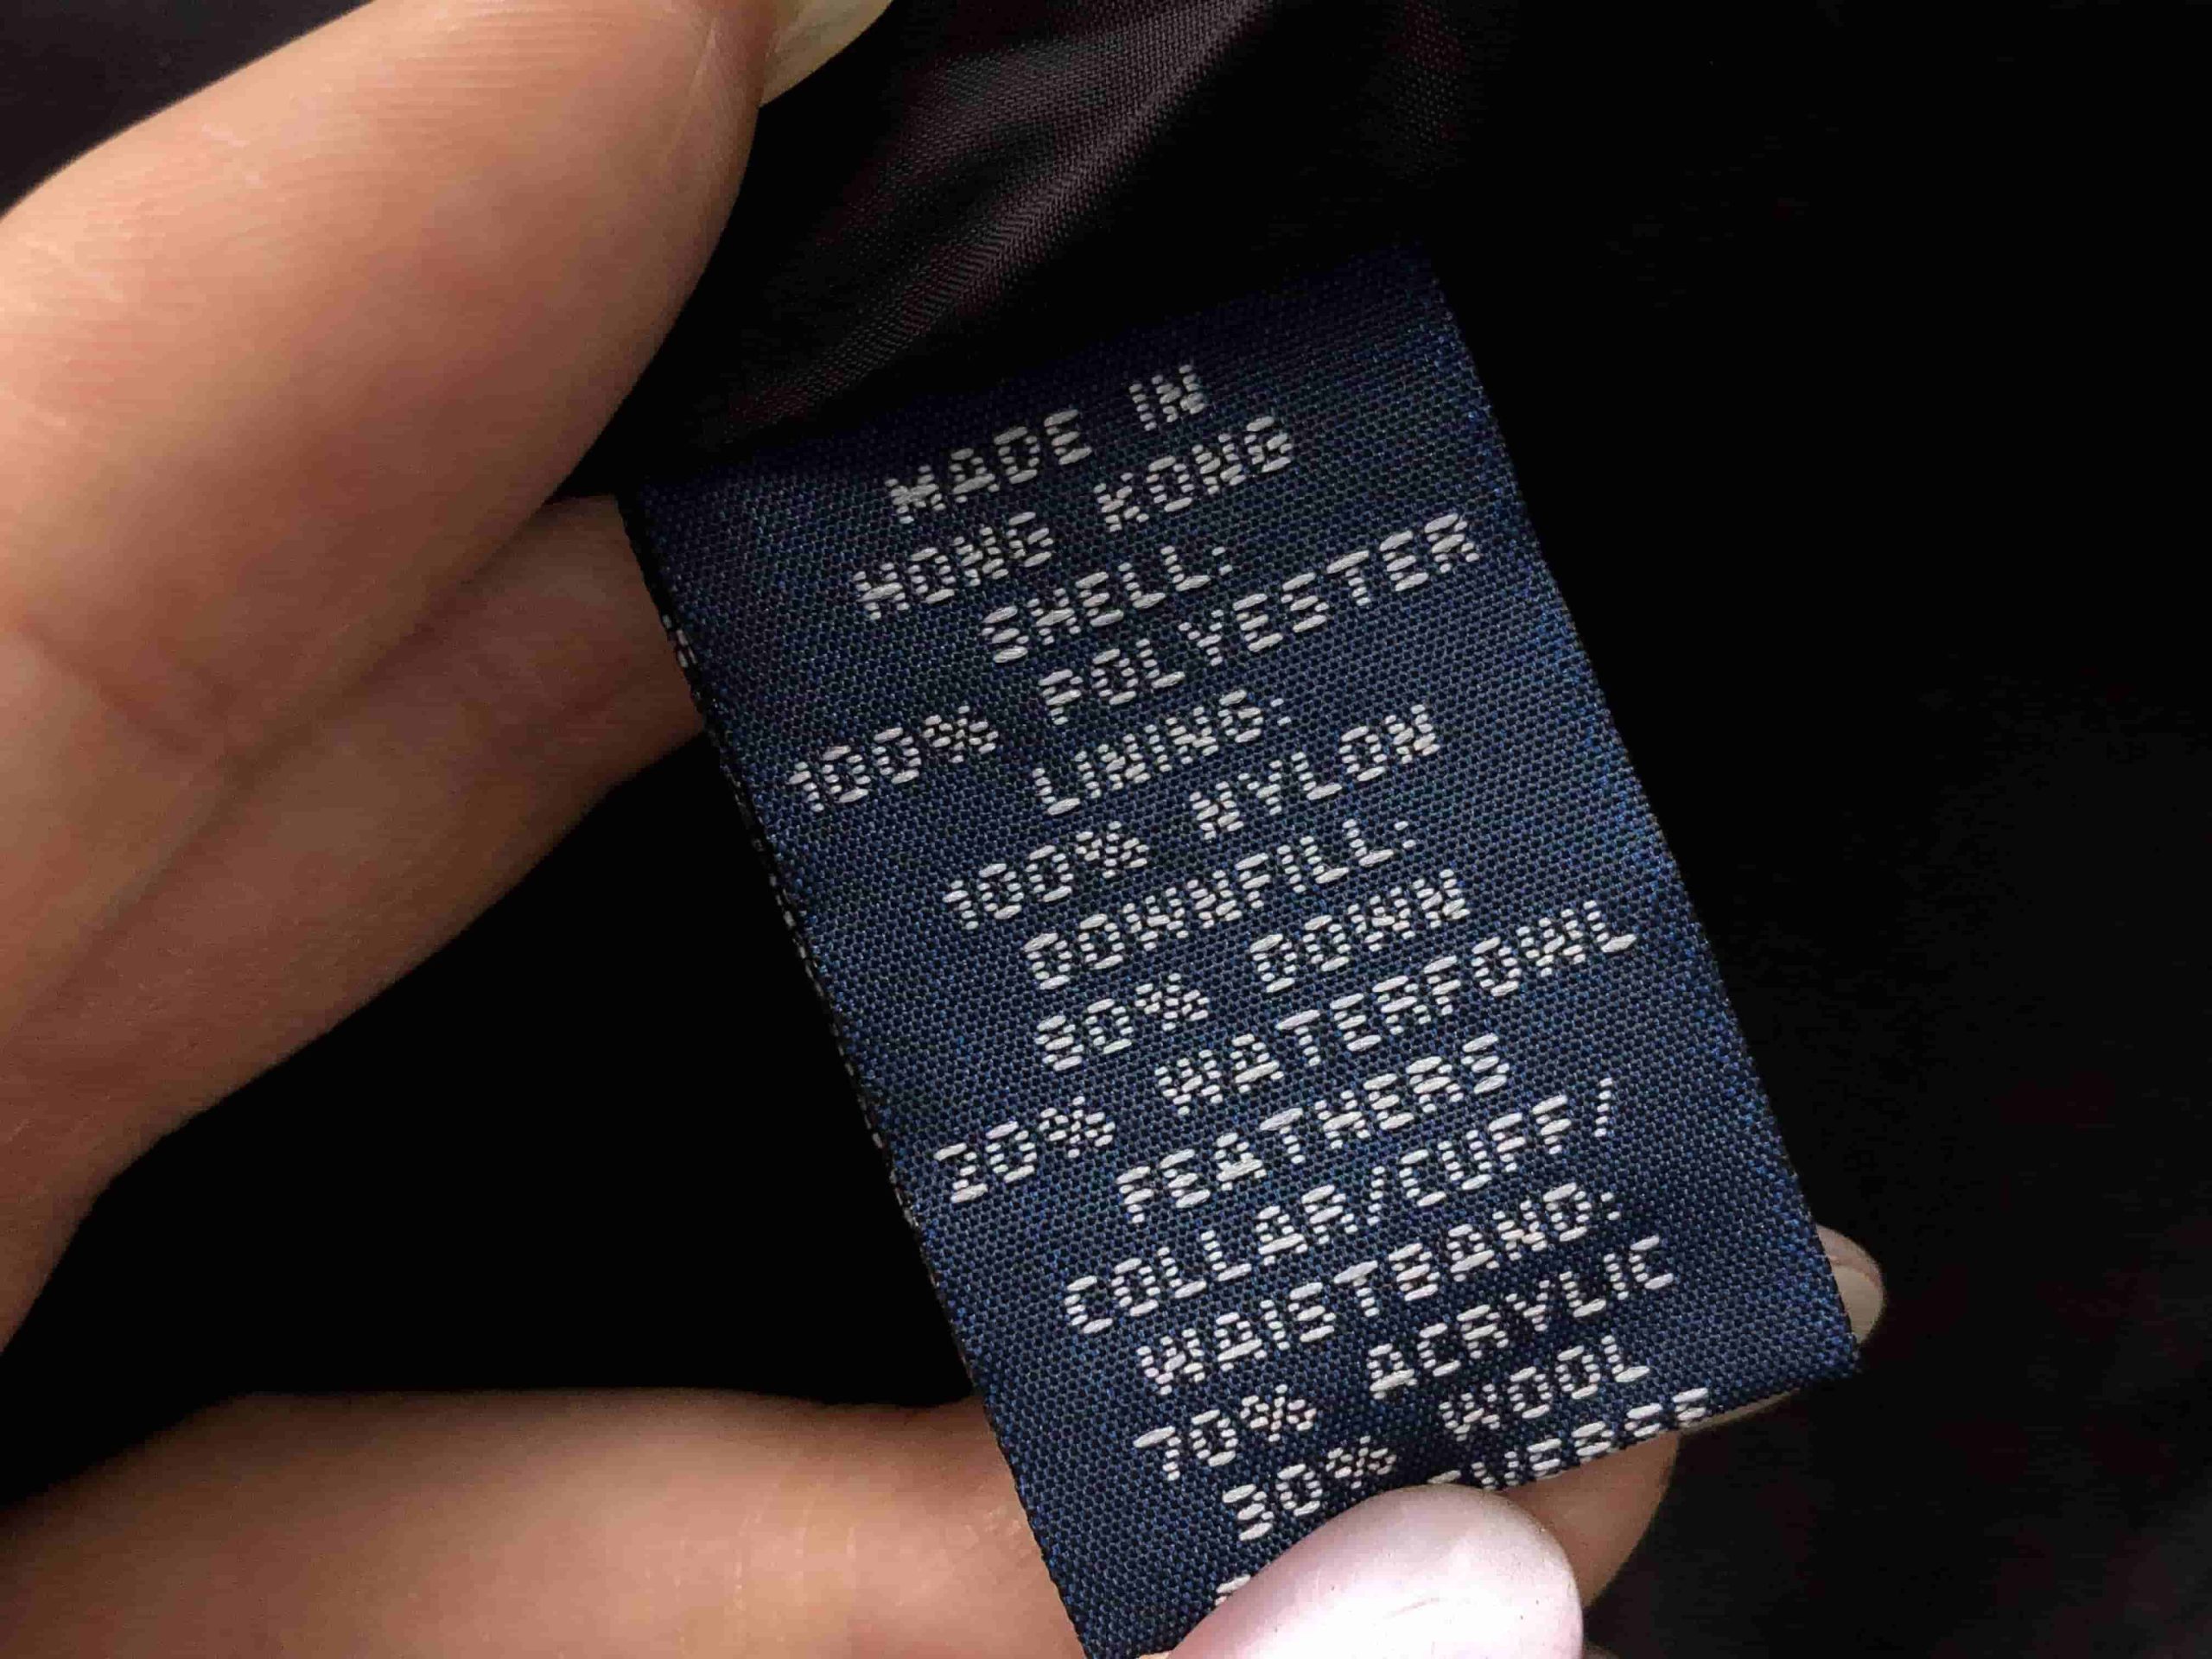 MADE IN
HONG KONG
SHELL:
100% POLYESTER
LINING:
100% NYLON
DOWNFILL:
80% DOWN
20% WATERFOWL
FEATHERS
COLLAR/CUFF/
WAISTBAND:
70% ACRYLIC
30% WOOL